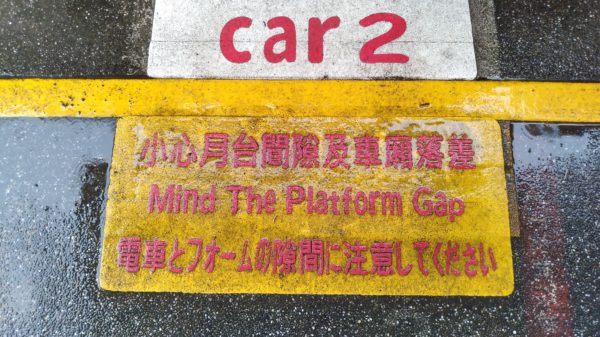 car 2
小心月台間隙及車廂落差
Mind The Platform Gap
電車とフォームの隙間に注意してください